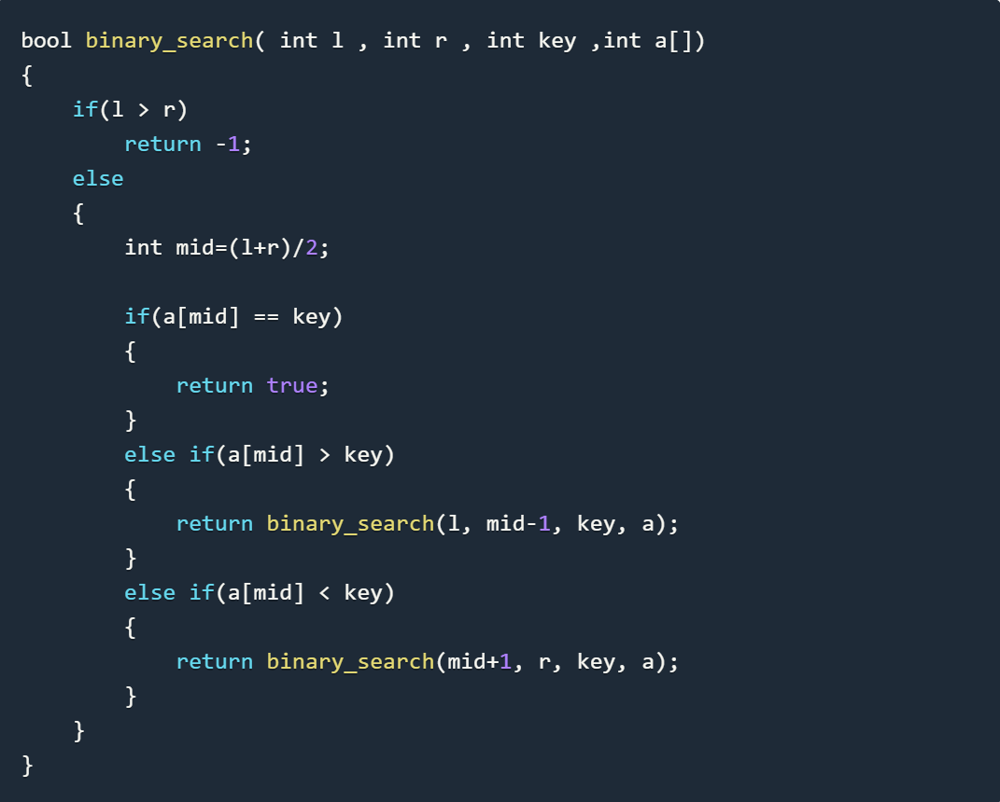 bool binary_search( int l , int r , int key ,int a[])
{
    if(l > r)
        return -1;
    else
    {
        int mid=(l+r)/2;

        if(a[mid] == key)
        {
            return true;
        }
        else if(a[mid] > key)
        {
            return binary_search(l, mid-1, key, a);
        }
        else if(a[mid] < key)
        {
            return binary_search(mid+1, r, key, a);
        }
    }
}